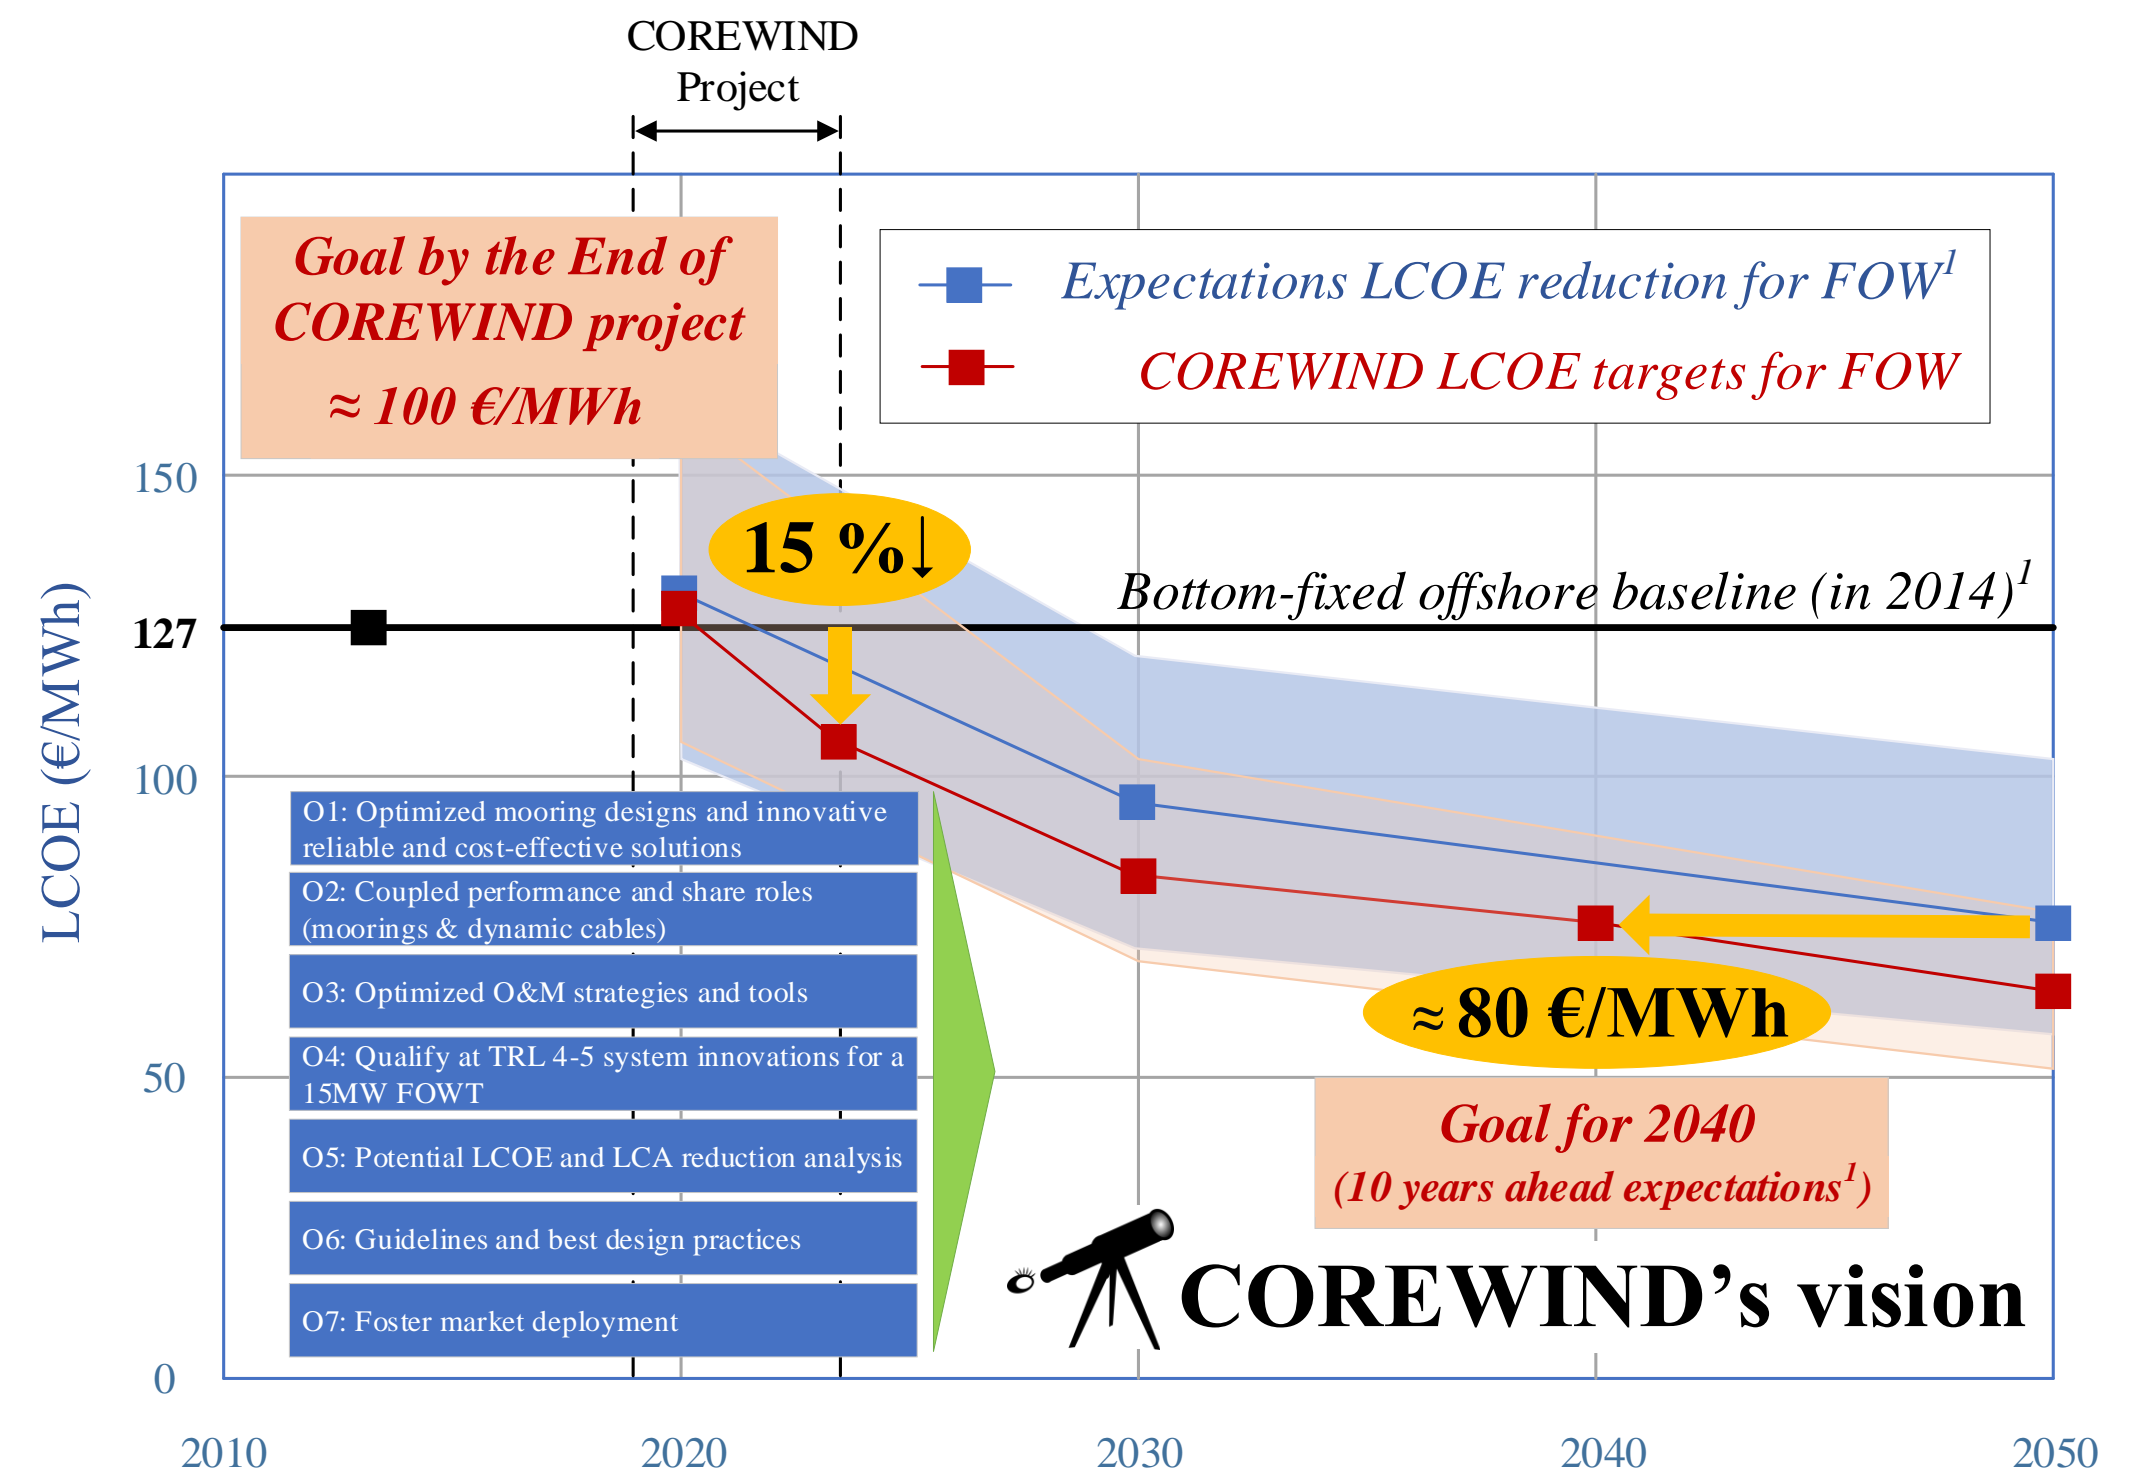 COREWIND
Project
Goal by the End of
COREWIND project
≈ 100 €/MWh
Expectations LCOE reduction for FOW¹
COREWIND LCOE targets for FOW
15 %↓
Bottom-fixed offshore baseline (in 2014)¹
LCOE (€/MWh)
150
127
100
50
0
O1: Optimized mooring designs and innovative
reliable and cost-effective solutions
O2: Coupled performance and share roles
(moorings & dynamic cables)
O3: Optimized O&M strategies and tools
O4: Qualify at TRL 4-5 system innovations for a
15MW FOWT
O5: Potential LCOE and LCA reduction analysis
O6: Guidelines and best design practices
O7: Foster market deployment
≈ 80 €/MWh
Goal for 2040
(10 years ahead expectations¹)
COREWIND’s vision
2010
2020
2030
2040
2050